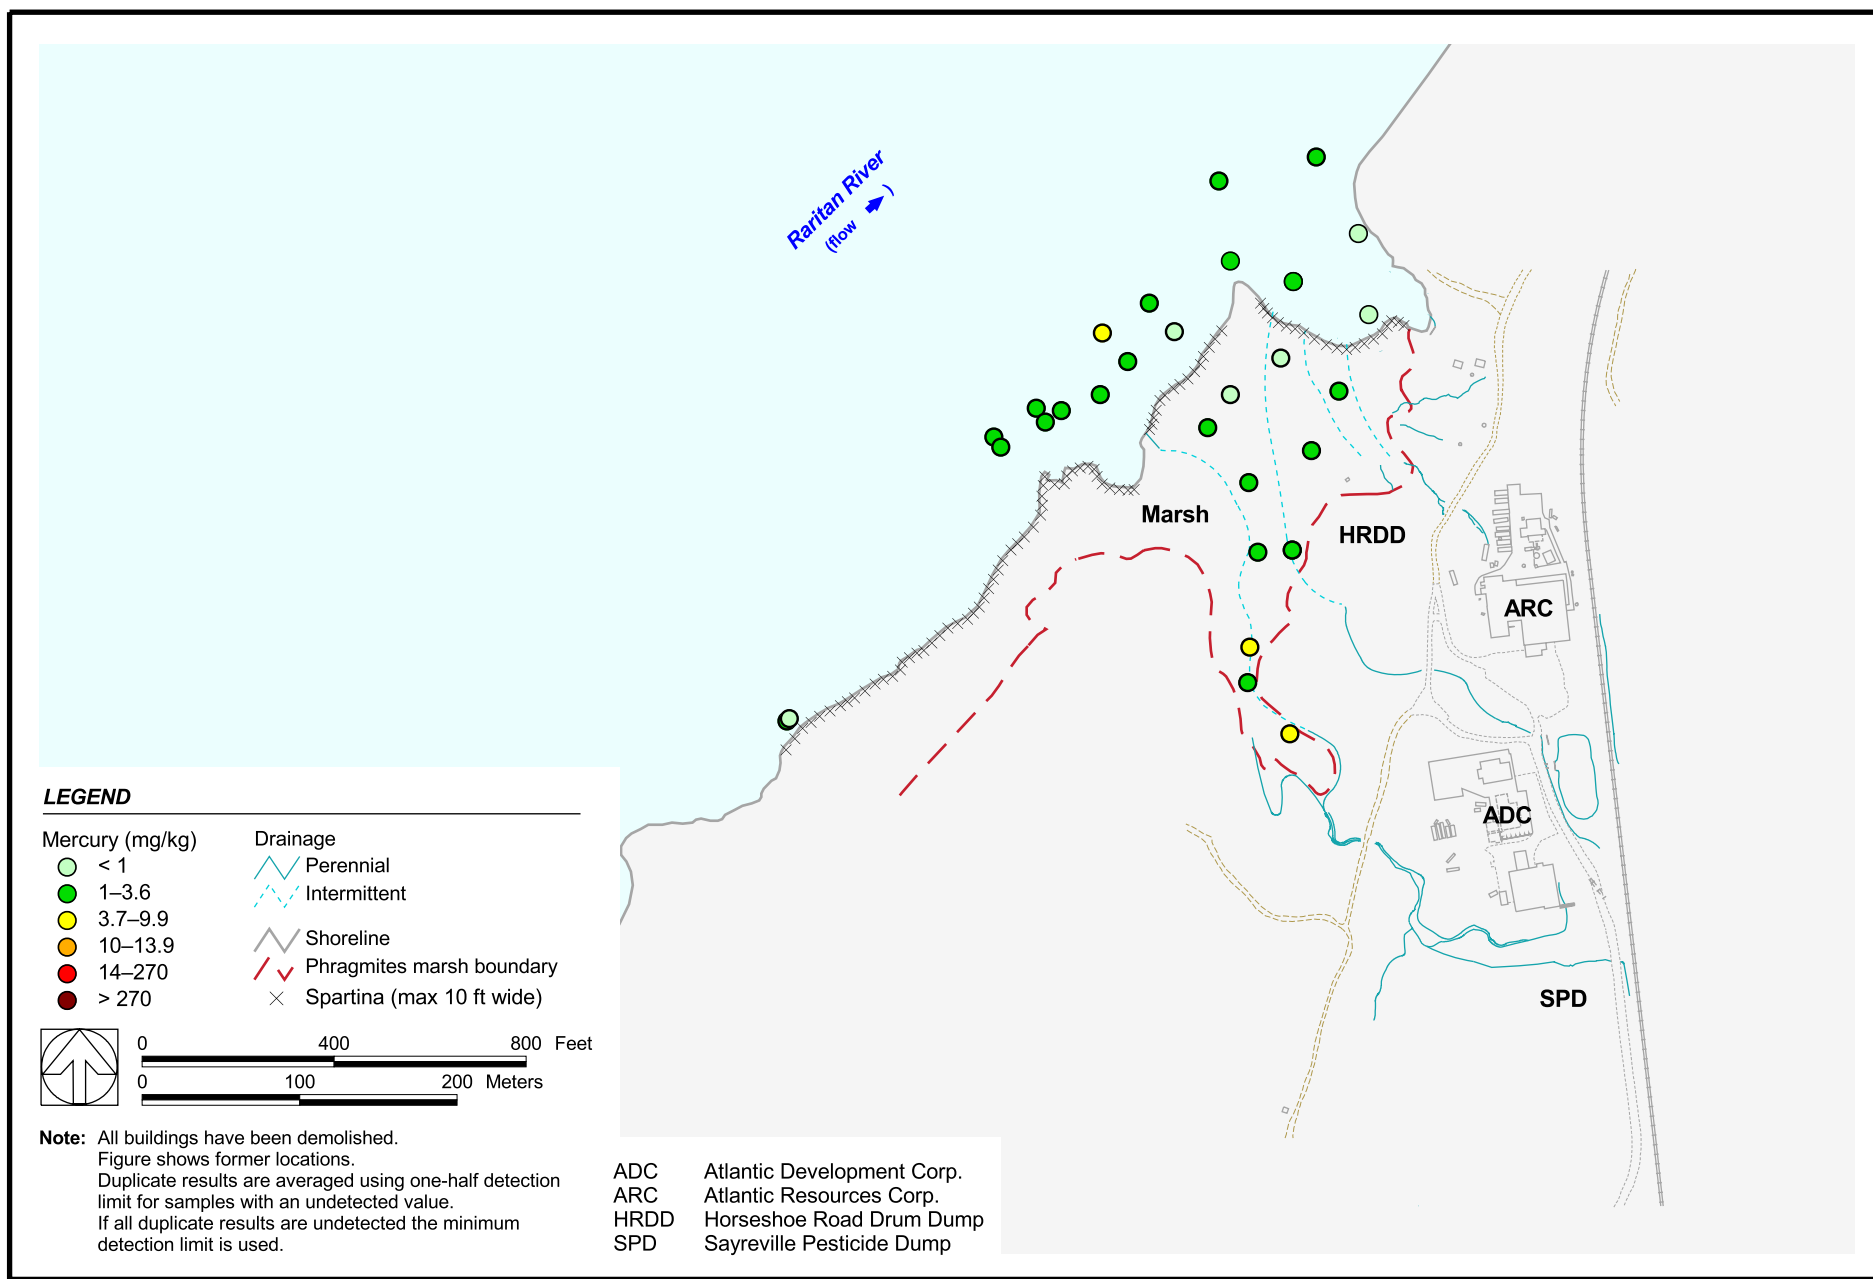 Raritan River
(flow )
Marsh
HRDD
ARC
ADC
SPD
LEGEND
Mercury (mg/kg)
< 1
1–3.6
3.7–9.9
10–13.9
14–270
> 270
Drainage
Perennial
Intermittent
Shoreline
Phragmites marsh boundary
Spartina (max 10 ft wide)
0 400 800 Feet
0 100 200 Meters
Note: All buildings have been demolished.
Figure shows former locations.
Duplicate results are averaged using one-half detection
limit for samples with an undetected value.
If all duplicate results are undetected the minimum
detection limit is used.
ADC Atlantic Development Corp.
ARC Atlantic Resources Corp.
HRDD Horseshoe Road Drum Dump
SPD Sayreville Pesticide Dump